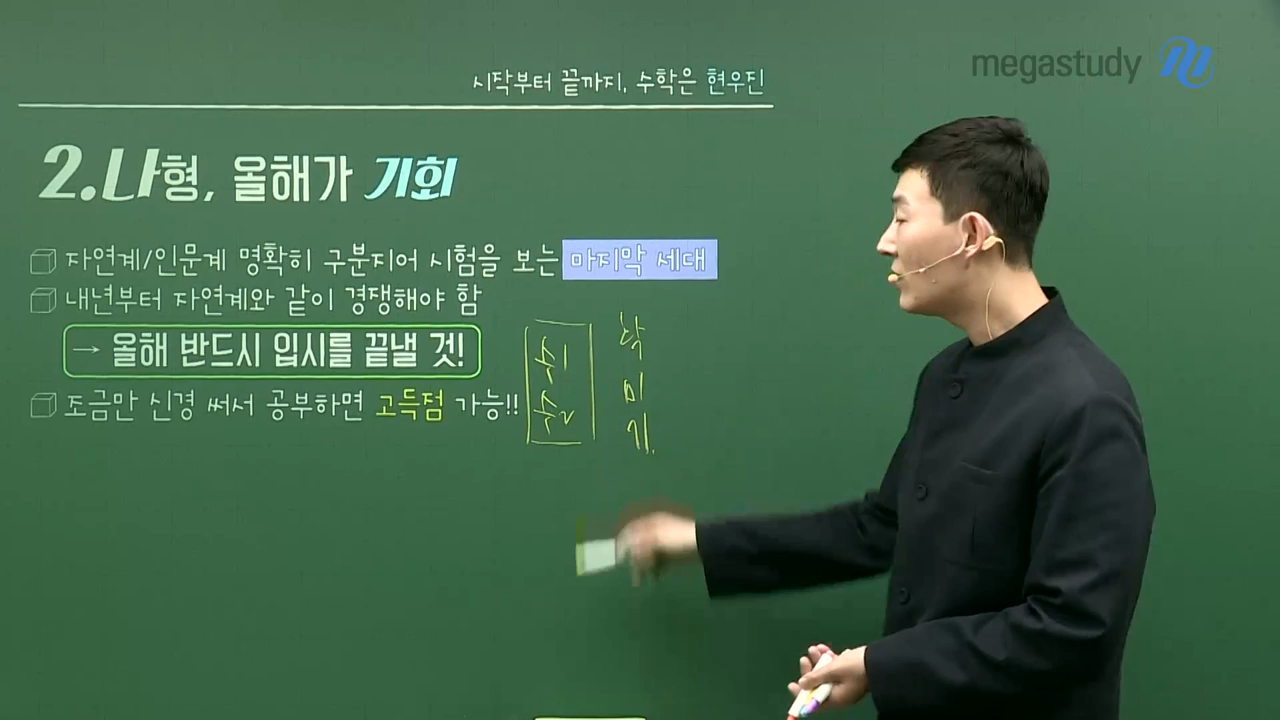 megastudy
시작부터 끝까지, 수학은 현우진
2.나형, 올해가 기회
자연계/인문계 명확히 구분지어 시험을 보는 마지막 세대
내년부터 자연계와 같이 경쟁해야 함
→ 올해 반드시 입시를 끝낼 것!
조금만 신경 써서 공부하면 고득점 가능!!
수1
수2
확
미
기.